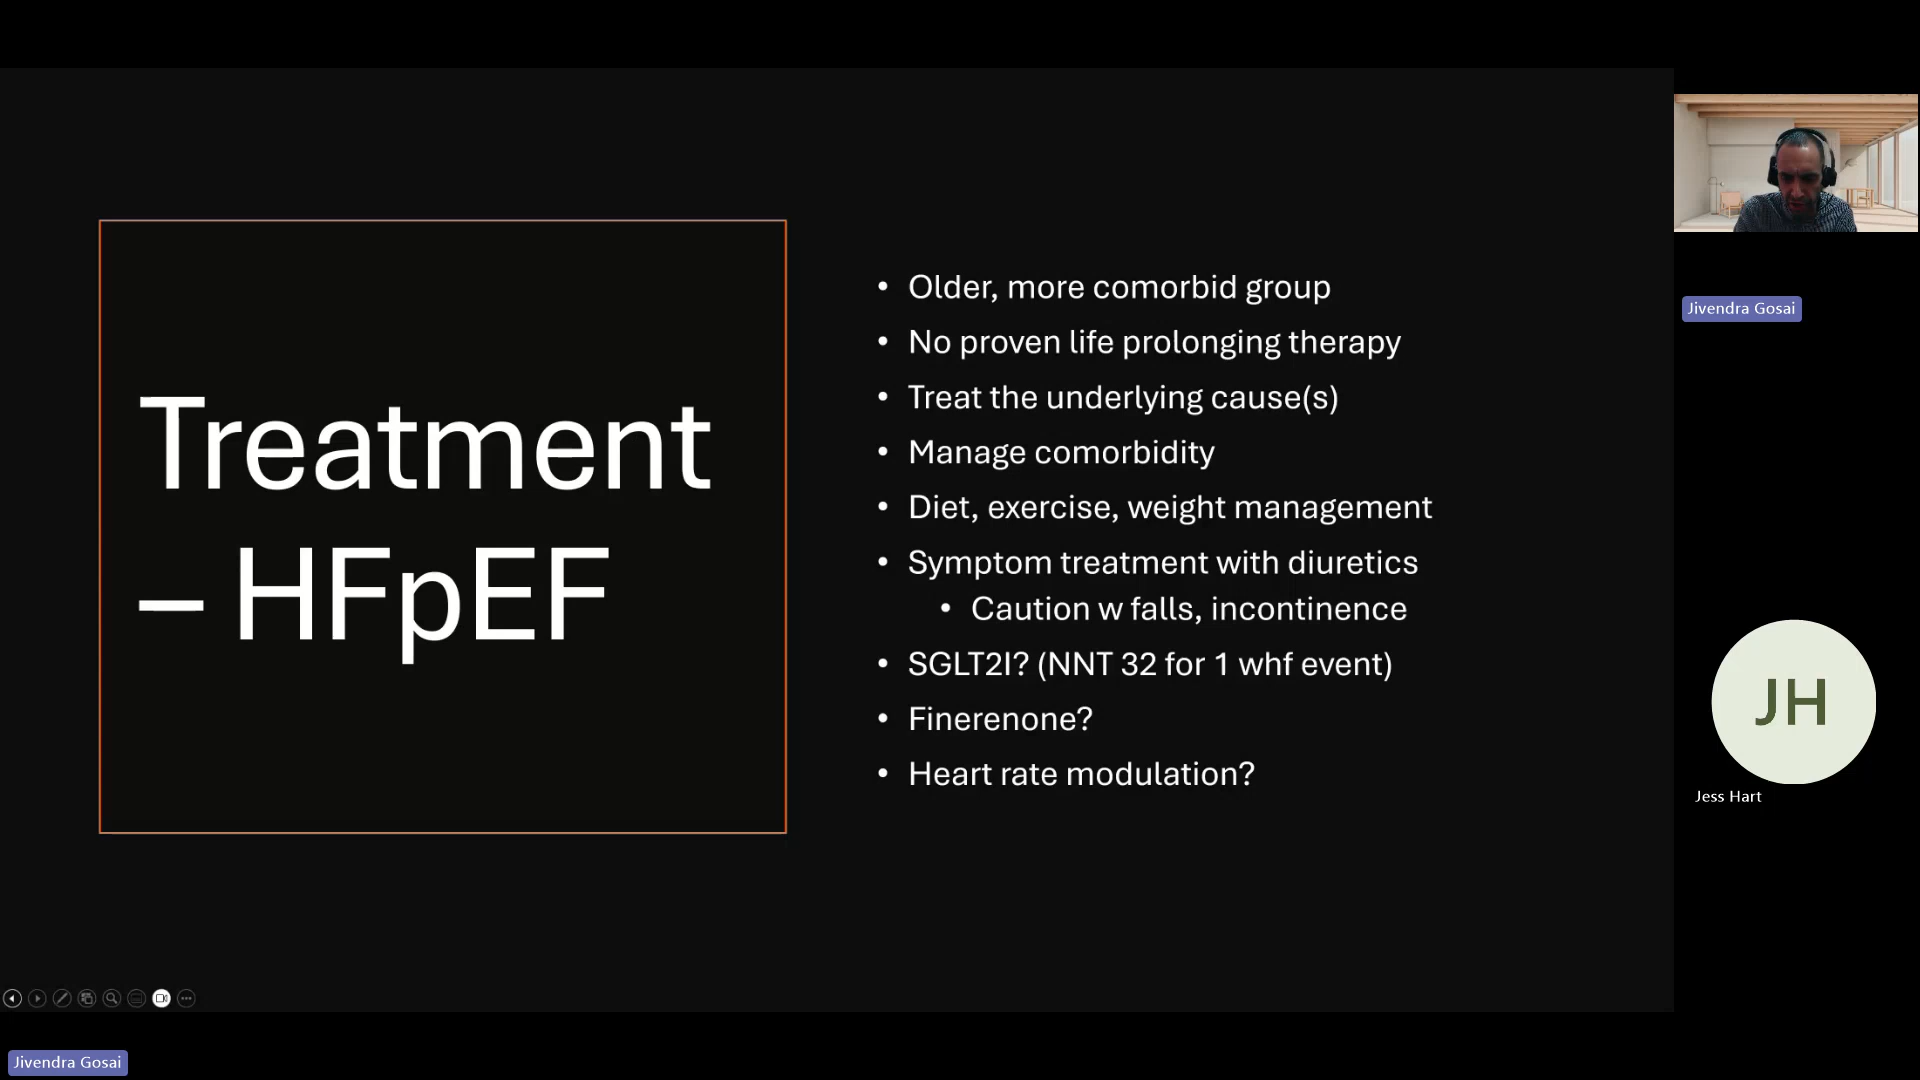 Treatment
– HFpEF
• Older, more comorbid group
• No proven life prolonging therapy
• Treat the underlying cause(s)
• Manage comorbidity
• Diet, exercise, weight management
• Symptom treatment with diuretics
• Caution w falls, incontinence
• SGLT2I? (NNT 32 for 1 whf event)
• Finerenone?
• Heart rate modulation?
Jivendra Gosai
JH
Jess Hart
Jivendra Gosai